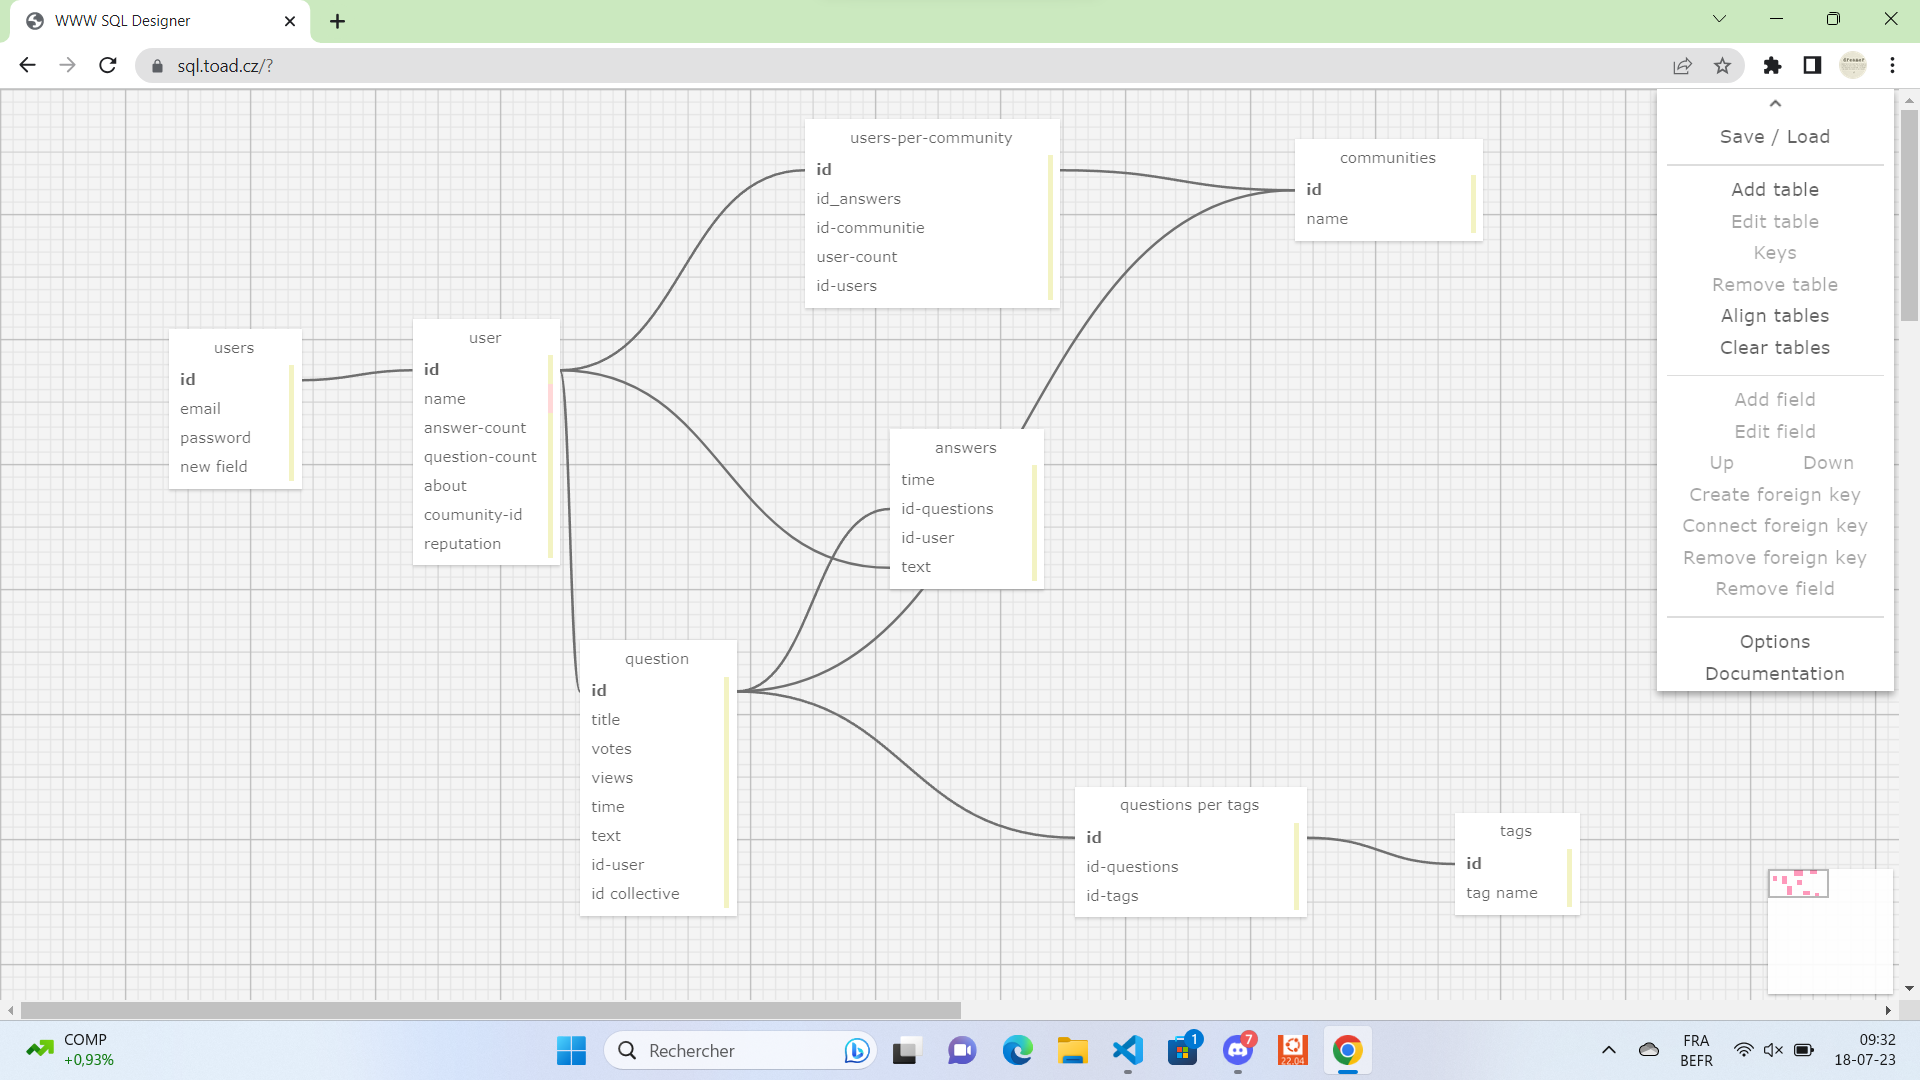 WWW SQL Designer
sql.toad.cz/?
users-per-community
id
id_answers
id-communitie
user-count
id-users
communities
id
name
users
id
email
password
new field
user
id
name
answer-count
question-count
about
coumunity-id
reputation
answers
time
id-questions
id-user
text
question
id
title
votes
views
time
text
id-user
id collective
questions per tags
id
id-questions
id-tags
tags
id
tag name
Save / Load
Add table
Edit table
Keys
Remove table
Align tables
Clear tables
Add field
Edit field
Up Down
Create foreign key
Connect foreign key
Remove foreign key
Remove field
Options
Documentation
COMP
+0,93%
Rechercher
1
7
22.04
FRA
BEFR
09:32
18-07-23